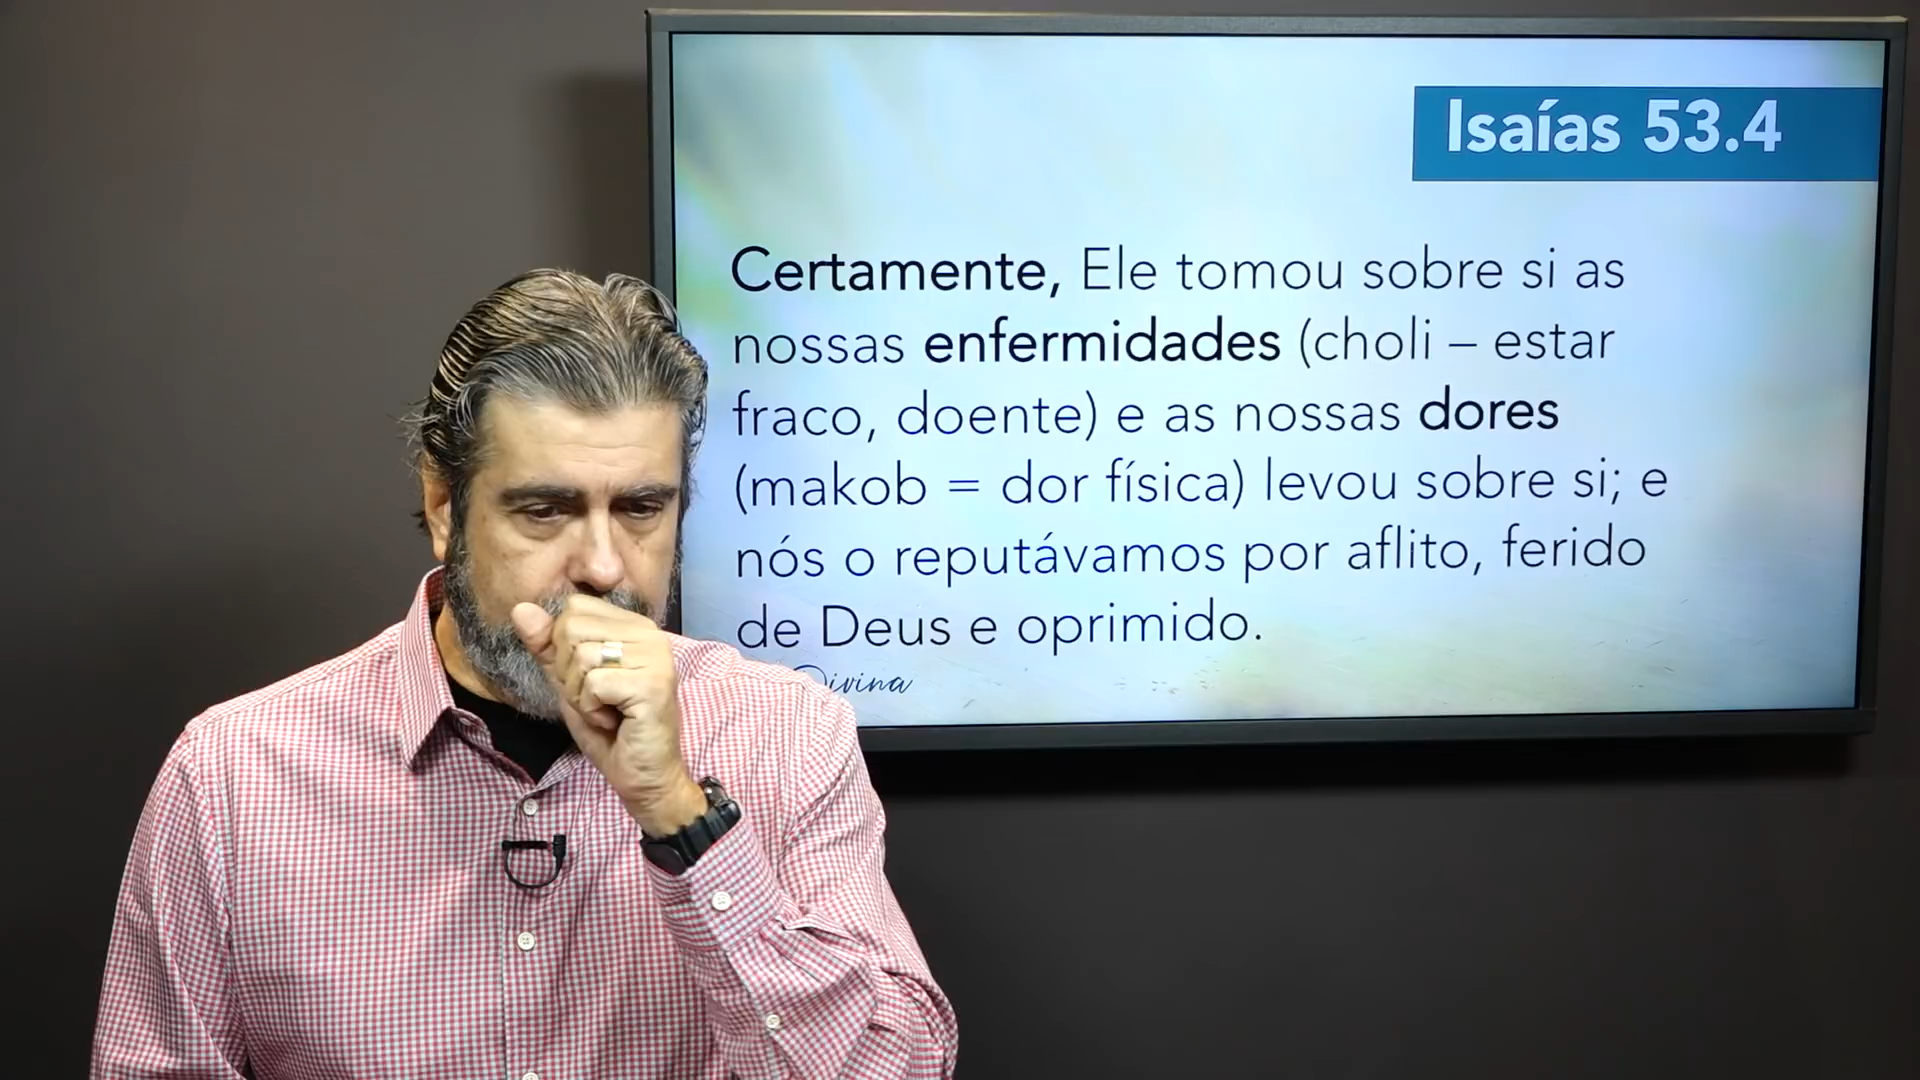 Isaías 53.4
Certamente, Ele tomou sobre si as
nossas enfermidades (choli – estar
fraco, doente) e as nossas dores
(makob = dor física) levou sobre si; e
nós o reputávamos por aflito, ferido
de Deus e oprimido.
Divina